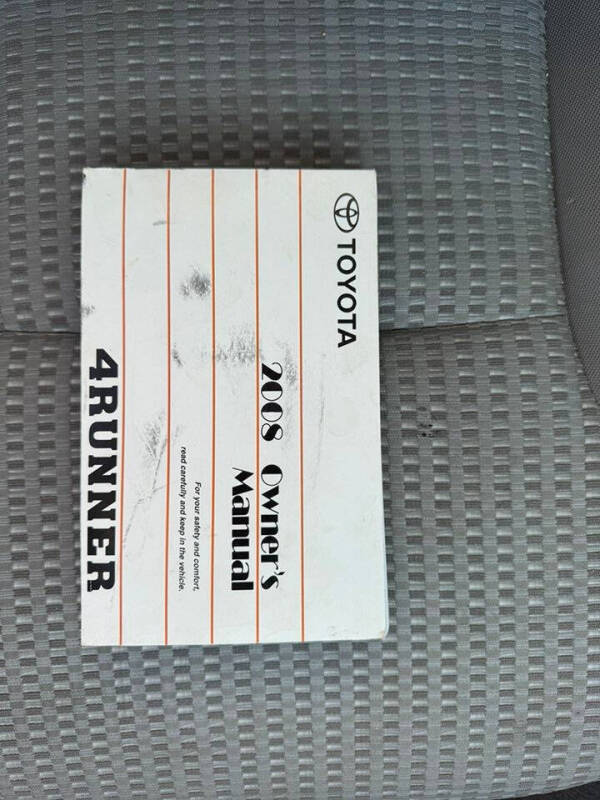 TOYOTA
2008 Owner's
Manual
For your safety and comfort,
read carefully and keep in the vehicle.
4RUNNER